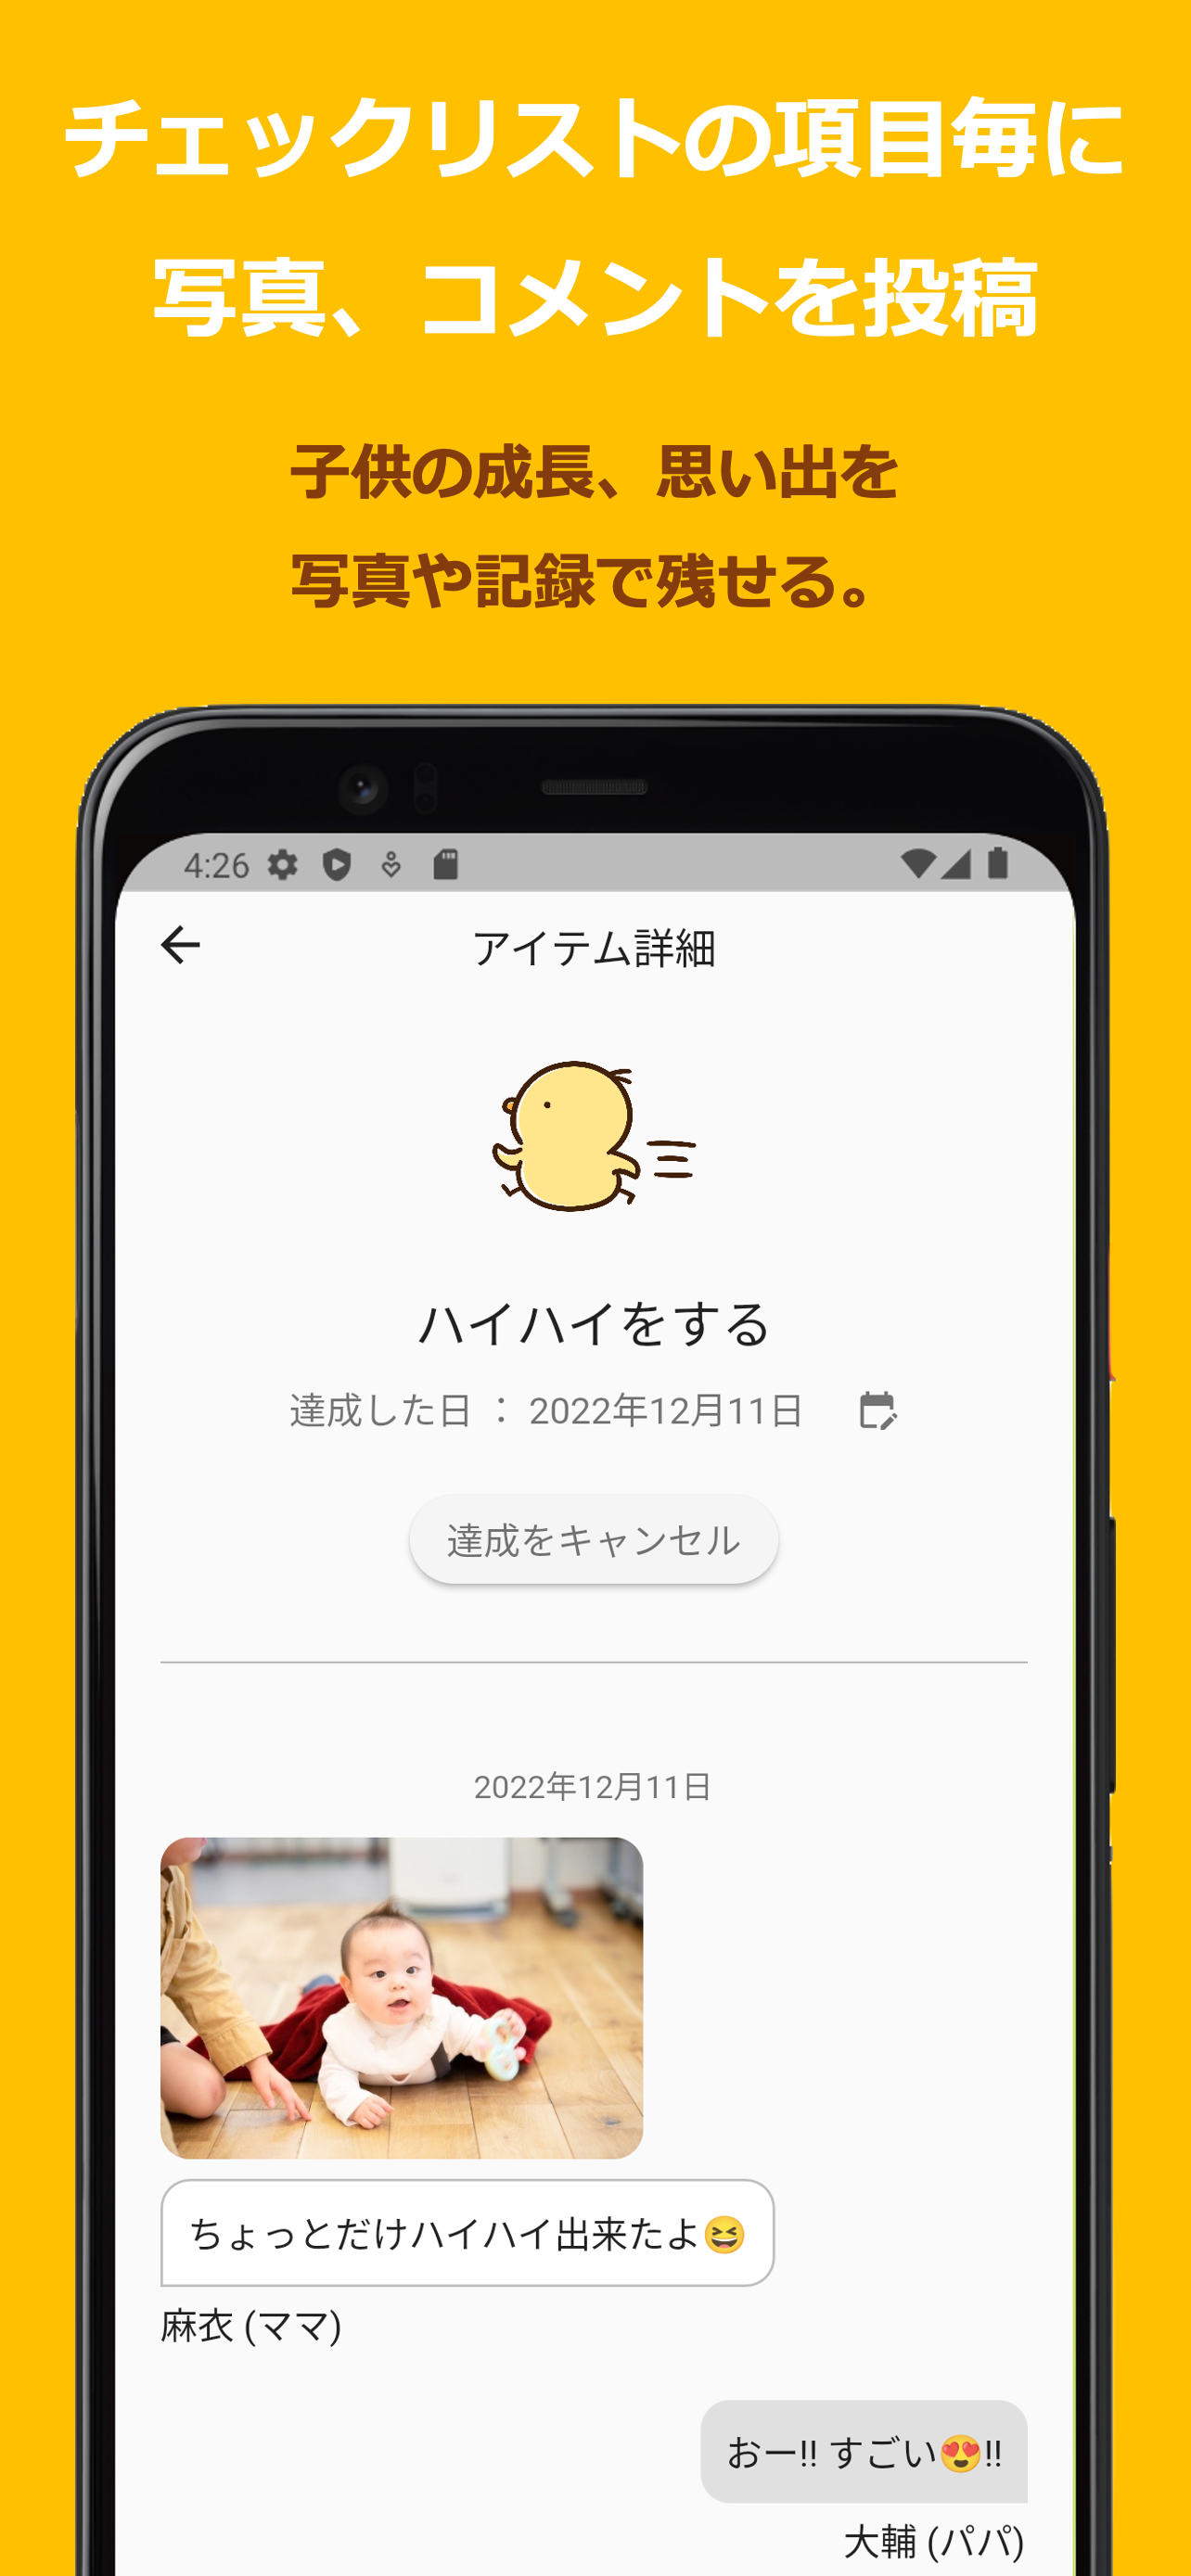 チェックリストの項目毎に
写真、コメントを投稿
子供の成長、思い出を
写真や記録で残せる。
4:26
アイテム詳細
ハイハイをする
達成した日 : 2022年12月11日
達成をキャンセル
2022年12月11日
ちょっとだけハイハイ出来たよ😆
麻衣 (ママ)
おー!! すごい😍!!
大輔 (パパ)